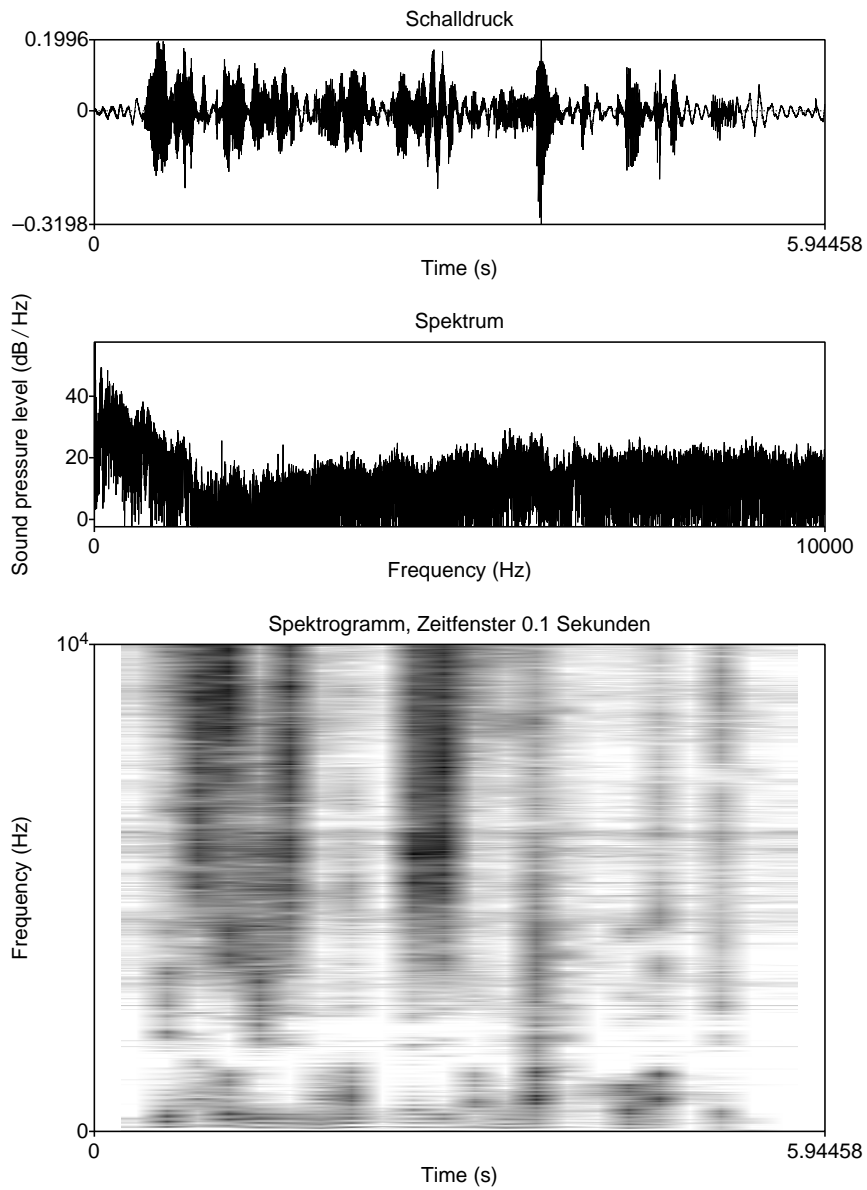 Schalldruck
0.1996
0
–0.3198
0 5.94458
Time (s)
Spektrum
Sound pressure level (dB / Hz)
40
20
0
0 10000
Frequency (Hz)
Spektrogramm, Zeitfenster 0.1 Sekunden
10⁴
Frequency (Hz)
0
0 5.94458
Time (s)